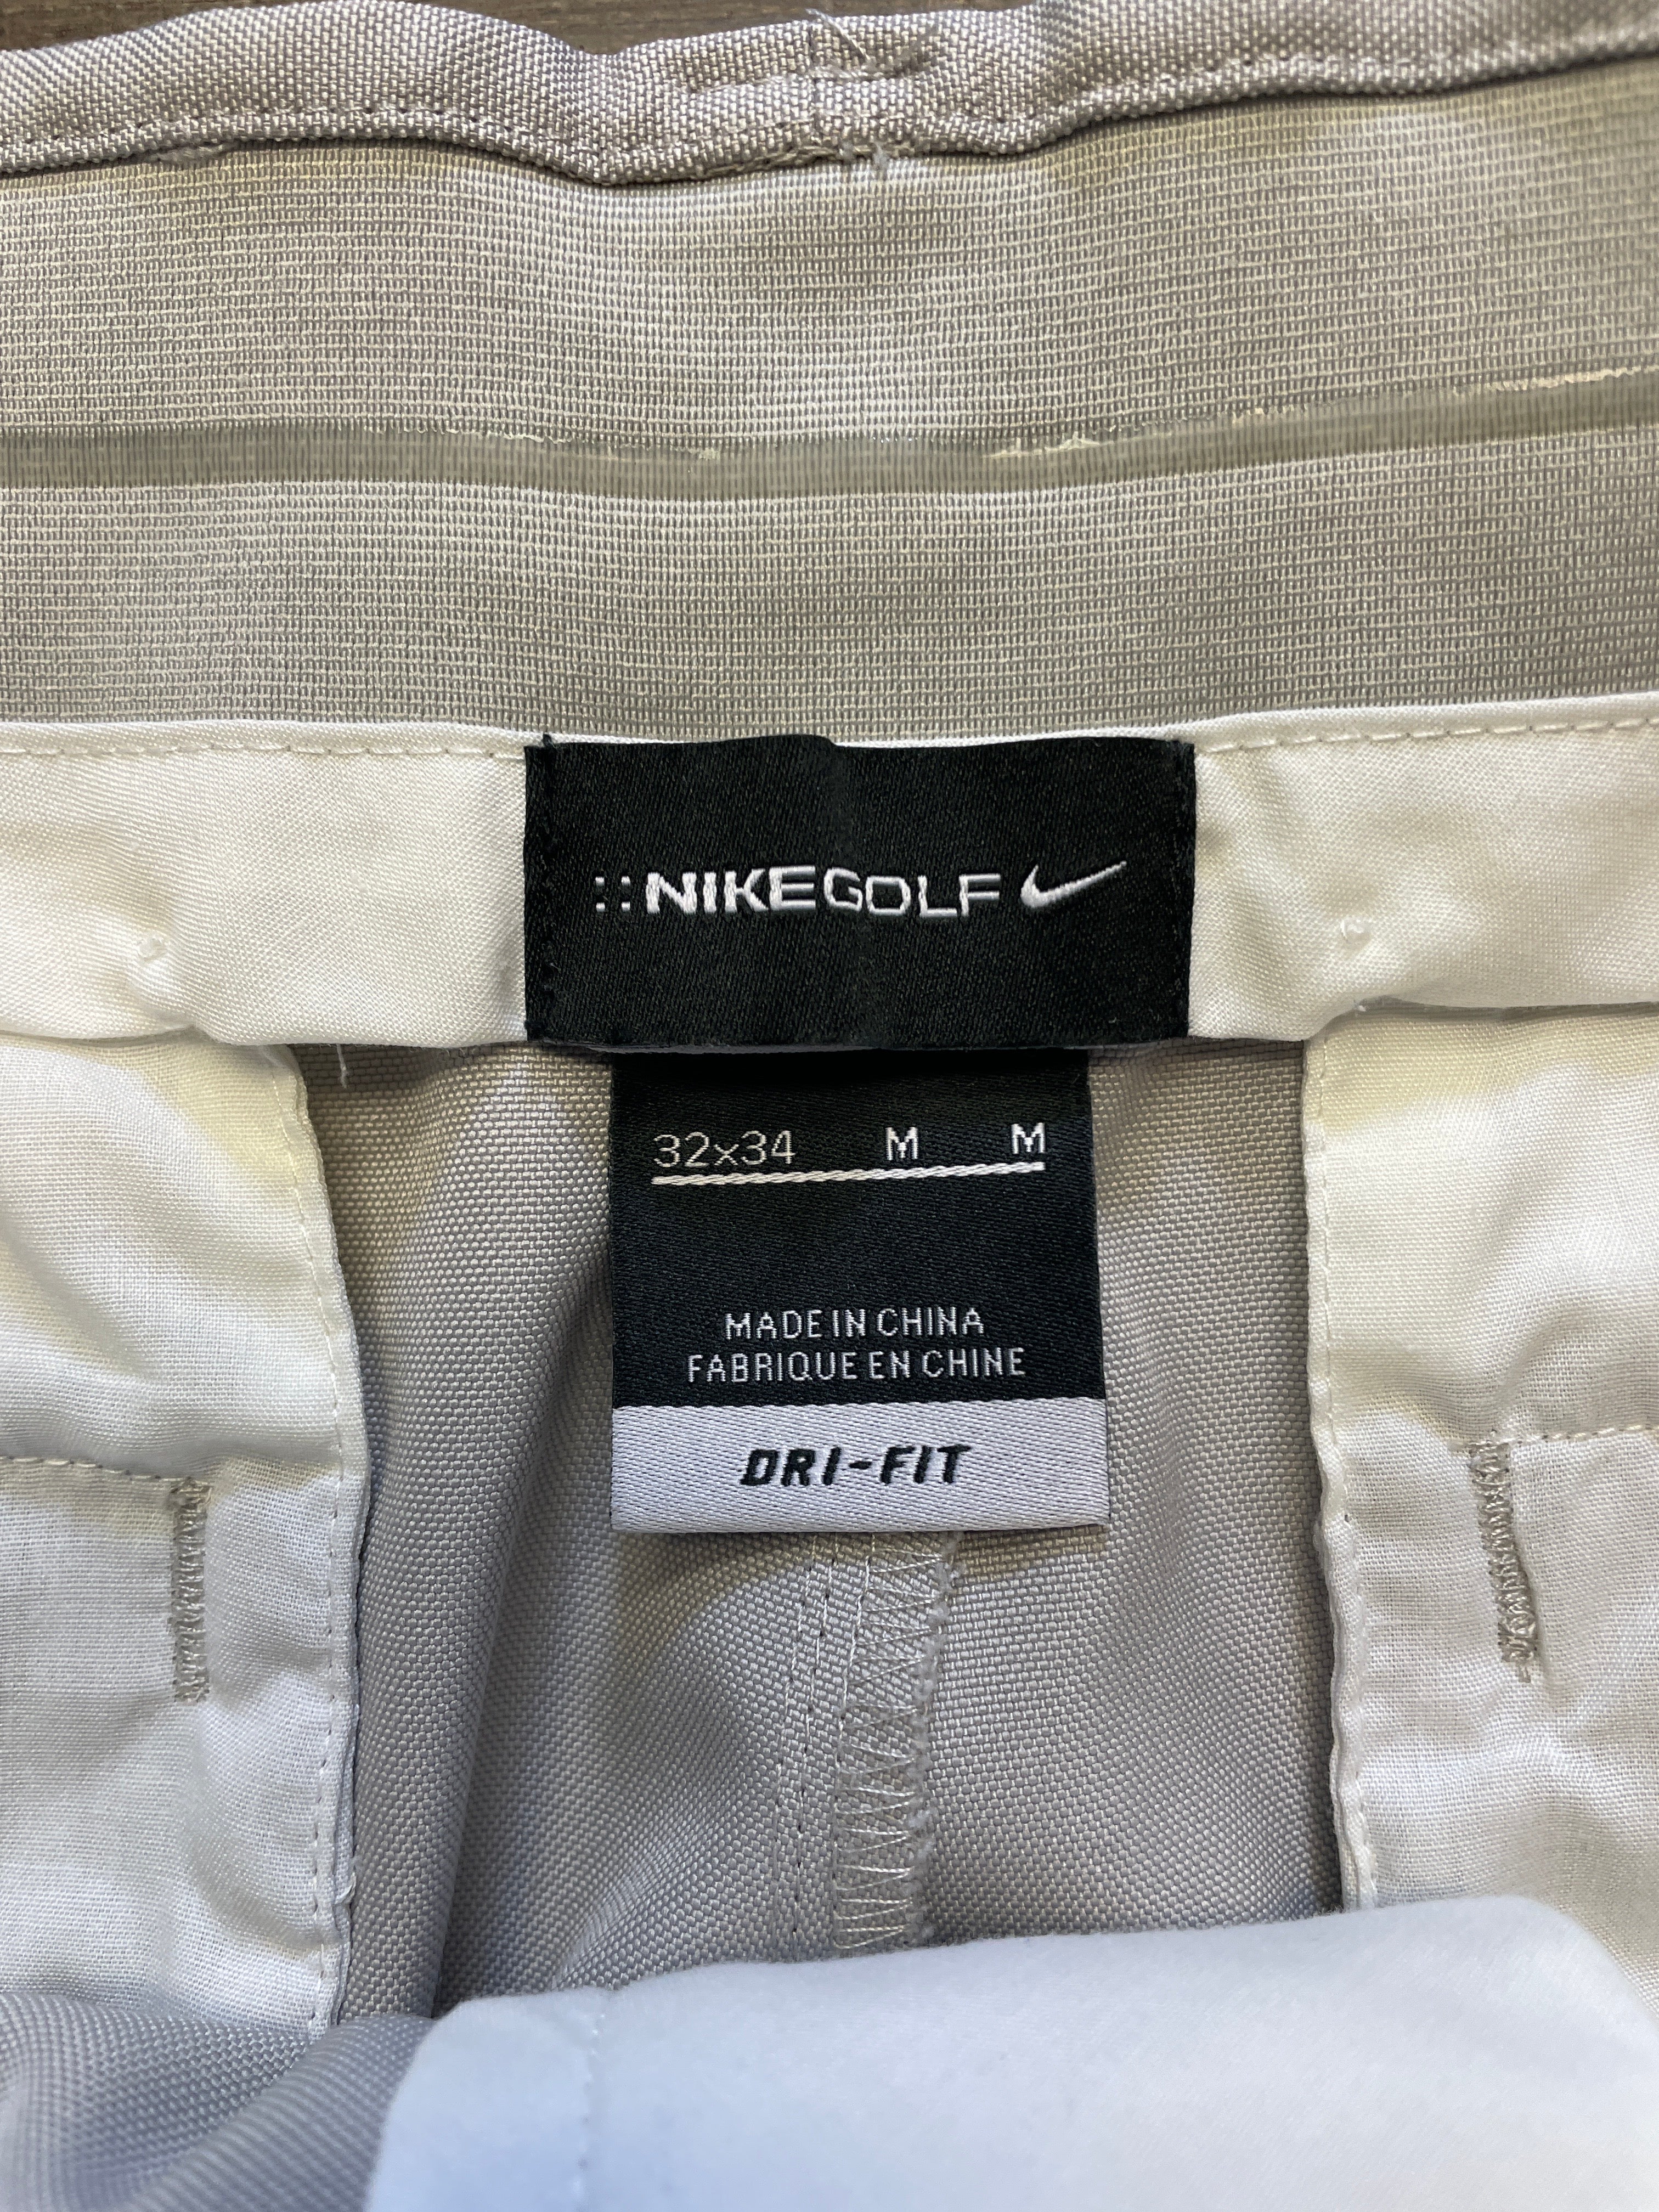 ::NIKEGOLF
32x34 M M
MADE IN CHINA
FABRIQUE EN CHINE
DRI-FIT